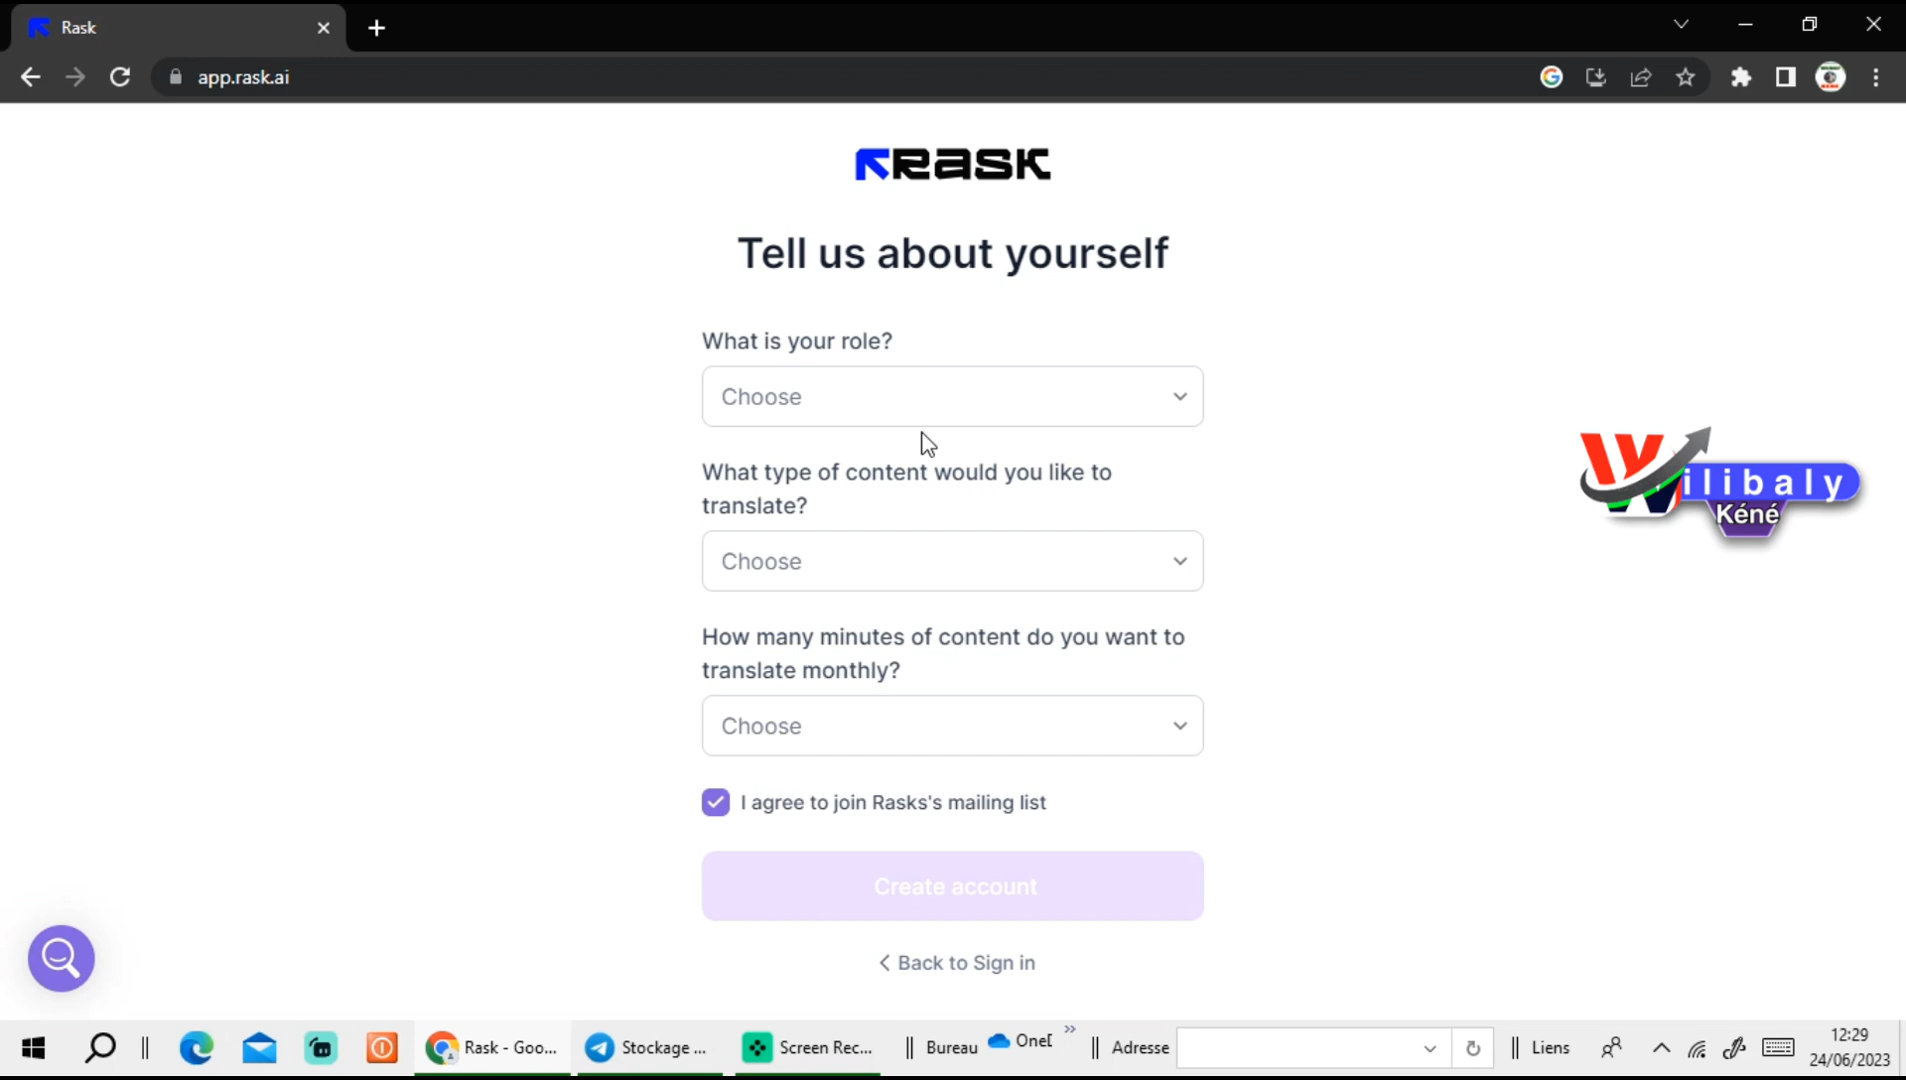 Rask
app.rask.ai
RASK
Tell us about yourself
What is your role?
Choose
What type of content would you like to
translate?
Choose
How many minutes of content do you want to
translate monthly?
Choose
I agree to join Rasks's mailing list
Create account
Back to Sign in
Wilibaly
Kéné
Rask - Goo...
Stockage ...
Screen Rec...
Bureau
OneD
Adresse
Liens
12:29
24/06/2023